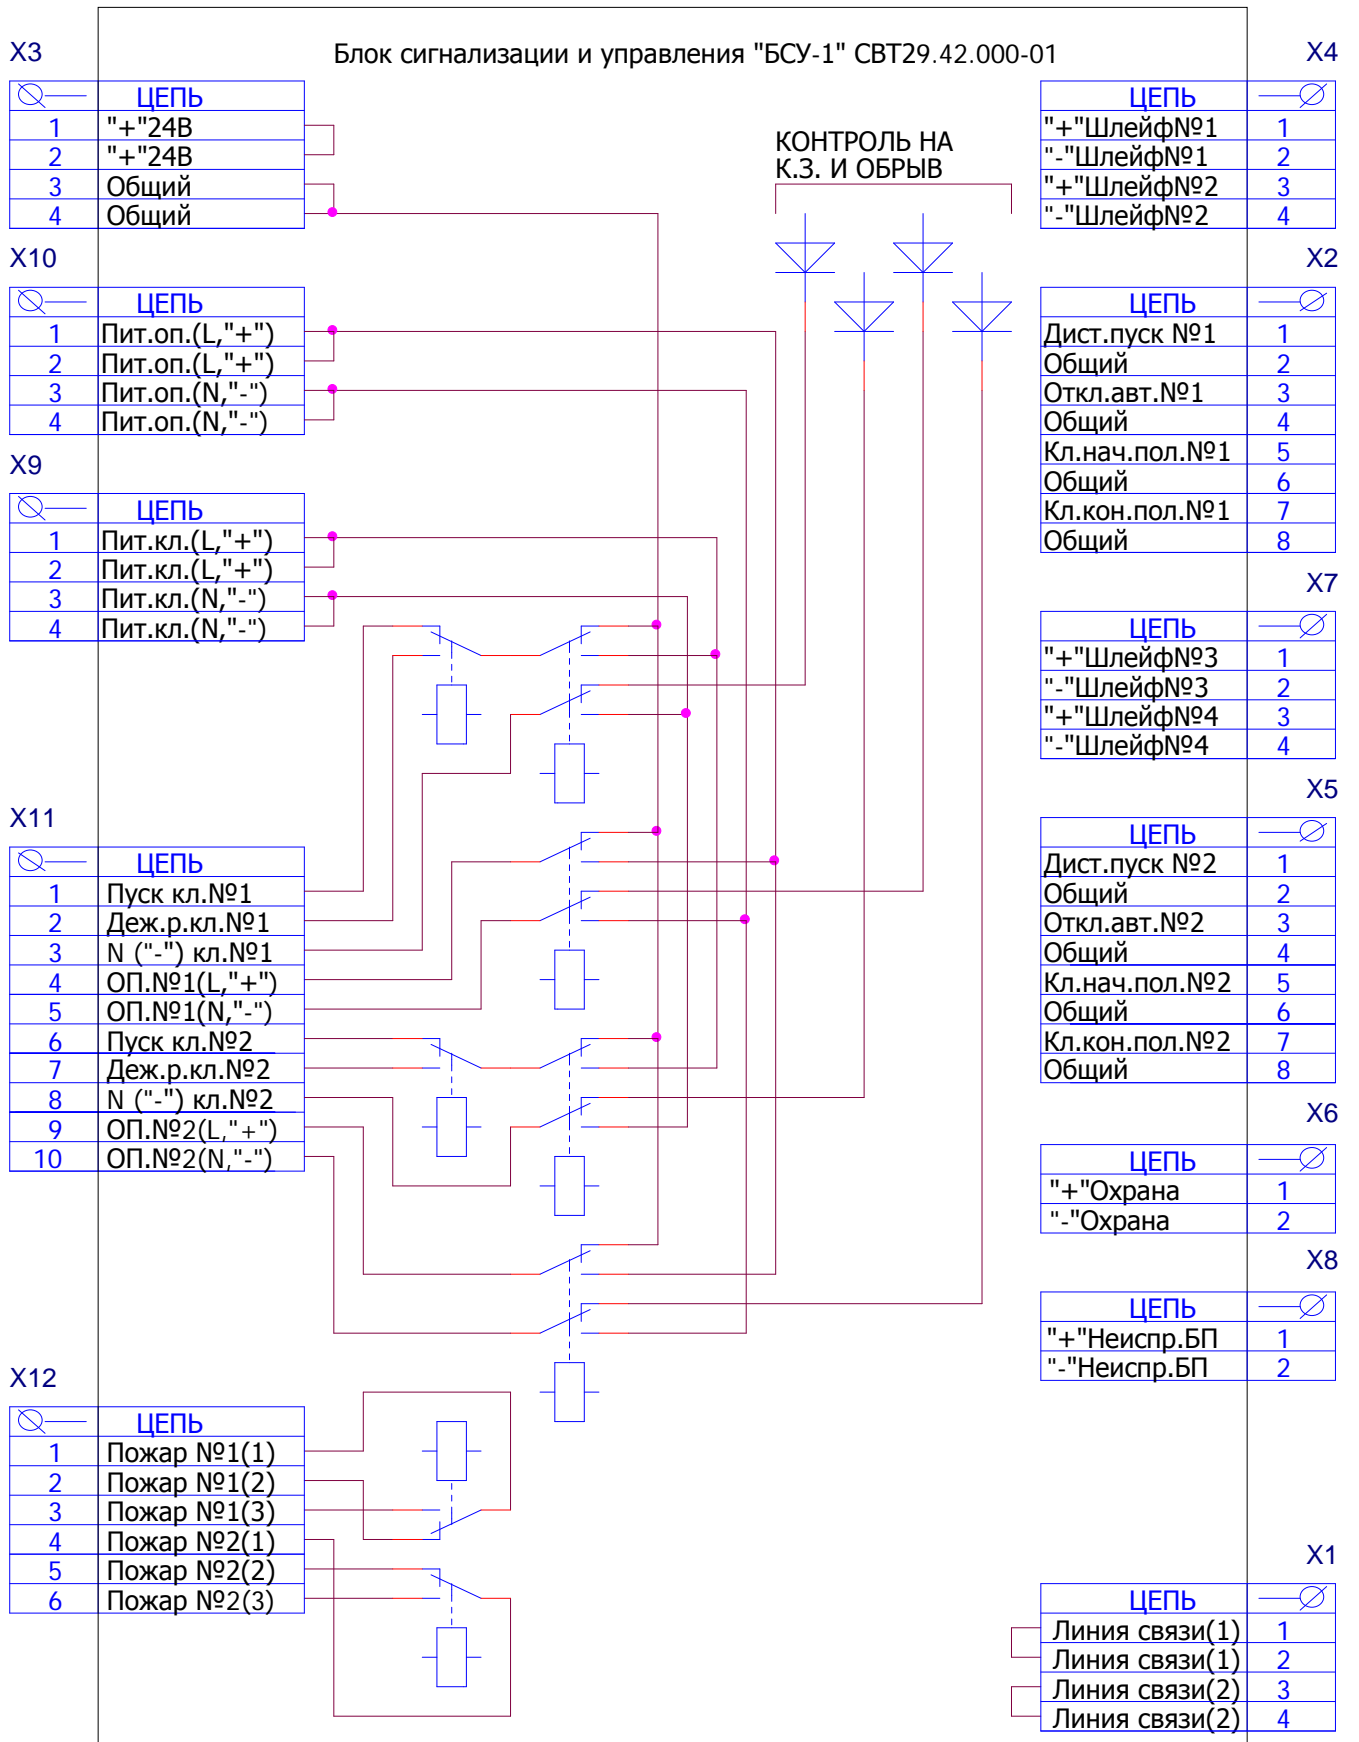 Блок сигнализации и управления "БСУ-1" СВТ29.42.000-01
X3
ЦЕПЬ
1 "+"24В
2 "+"24В
3 Общий
4 Общий
X10
ЦЕПЬ
1 Пит.оп.(L,"+")
2 Пит.оп.(L,"+")
3 Пит.оп.(N,"-")
4 Пит.оп.(N,"-")
X9
ЦЕПЬ
1 Пит.кл.(L,"+")
2 Пит.кл.(L,"+")
3 Пит.кл.(N,"-")
4 Пит.кл.(N,"-")
X11
ЦЕПЬ
1 Пуск кл.№1
2 Деж.р.кл.№1
3 N ("-") кл.№1
4 ОП.№1(L,"+")
5 ОП.№1(N,"-")
6 Пуск кл.№2
7 Деж.р.кл.№2
8 N ("-") кл.№2
9 ОП.№2(L,"+")
10 ОП.№2(N,"-")
X12
ЦЕПЬ
1 Пожар №1(1)
2 Пожар №1(2)
3 Пожар №1(3)
4 Пожар №2(1)
5 Пожар №2(2)
6 Пожар №2(3)
КОНТРОЛЬ НА
К.З. И ОБРЫВ
X4
ЦЕПЬ
"+"Шлейф№1 1
"-"Шлейф№1 2
"+"Шлейф№2 3
"-"Шлейф№2 4
X2
ЦЕПЬ
Дист.пуск №1 1
Общий 2
Откл.авт.№1 3
Общий 4
Кл.нач.пол.№1 5
Общий 6
Кл.кон.пол.№1 7
Общий 8
X7
ЦЕПЬ
"+"Шлейф№3 1
"-"Шлейф№3 2
"+"Шлейф№4 3
"-"Шлейф№4 4
X5
ЦЕПЬ
Дист.пуск №2 1
Общий 2
Откл.авт.№2 3
Общий 4
Кл.нач.пол.№2 5
Общий 6
Кл.кон.пол.№2 7
Общий 8
X6
ЦЕПЬ
"+"Охрана 1
"-"Охрана 2
X8
ЦЕПЬ
"+"Неиспр.БП 1
"-"Неиспр.БП 2
X1
ЦЕПЬ
Линия связи(1) 1
Линия связи(1) 2
Линия связи(2) 3
Линия связи(2) 4